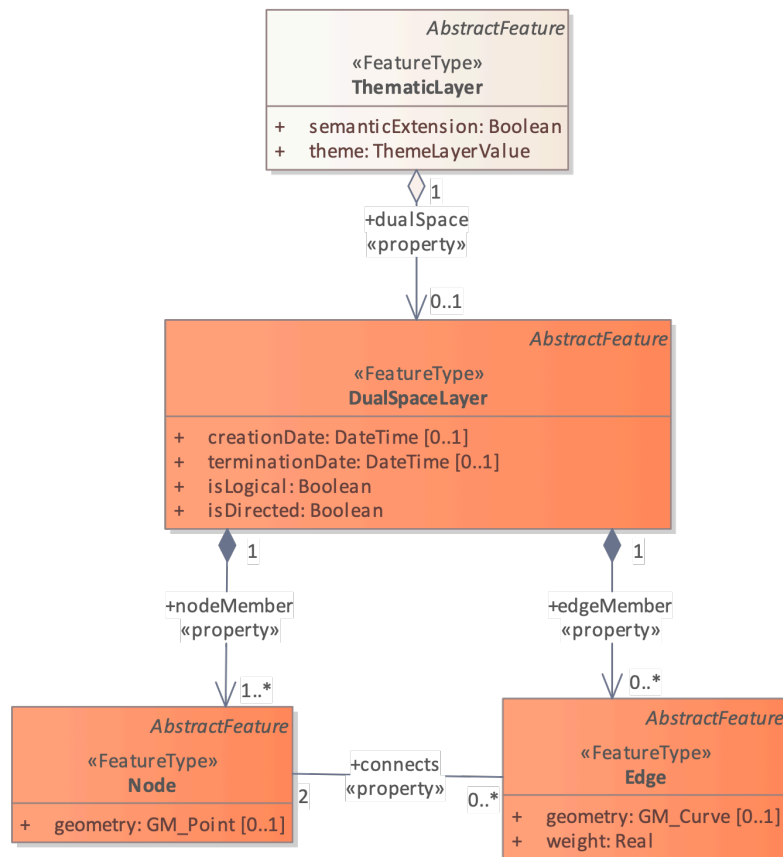 AbstractFeature
«FeatureType»
ThematicLayer
+ semanticExtension: Boolean
+ theme: ThemeLayerValue
1
+dualSpace
«property»
0..1
AbstractFeature
«FeatureType»
DualSpaceLayer
+ creationDate: DateTime [0..1]
+ terminationDate: DateTime [0..1]
+ isLogical: Boolean
+ isDirected: Boolean
1
+nodeMember
«property»
1..*
1
+edgeMember
«property»
0..*
AbstractFeature
«FeatureType»
Node
+ geometry: GM_Point [0..1]
2
+connects
«property»
0..*
AbstractFeature
«FeatureType»
Edge
+ geometry: GM_Curve [0..1]
+ weight: Real